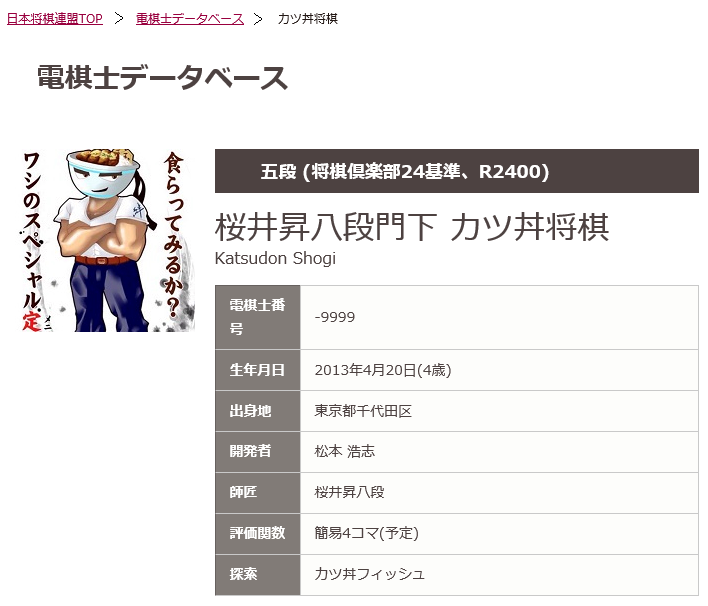 日本将棋連盟TOP > 電棋士データベース > カツ丼将棋
電棋士データベース
食らってみるか?
ワシのスペシャル定
メニ
五段 (将棋倶楽部24基準、R2400)
桜井昇八段門下 カツ丼将棋
Katsudon Shogi
電棋士番号 -9999
生年月日 2013年4月20日(4歳)
出身地 東京都千代田区
開発者 松本 浩志
師匠 桜井昇八段
評価関数 簡易4コマ(予定)
探索 カツ丼フィッシュ